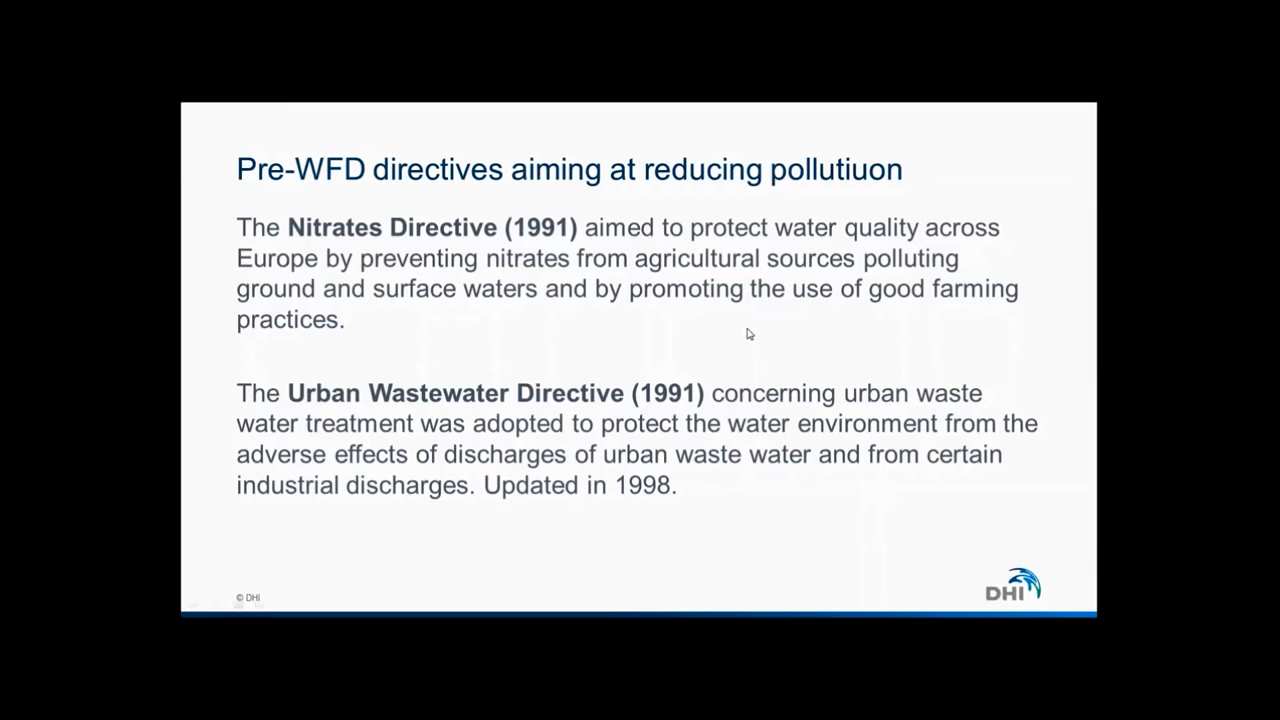 Pre-WFD directives aiming at reducing pollutiuon
The Nitrates Directive (1991) aimed to protect water quality across
Europe by preventing nitrates from agricultural sources polluting
ground and surface waters and by promoting the use of good farming
practices.
The Urban Wastewater Directive (1991) concerning urban waste
water treatment was adopted to protect the water environment from the
adverse effects of discharges of urban waste water and from certain
industrial discharges. Updated in 1998.
© DHI
DHI